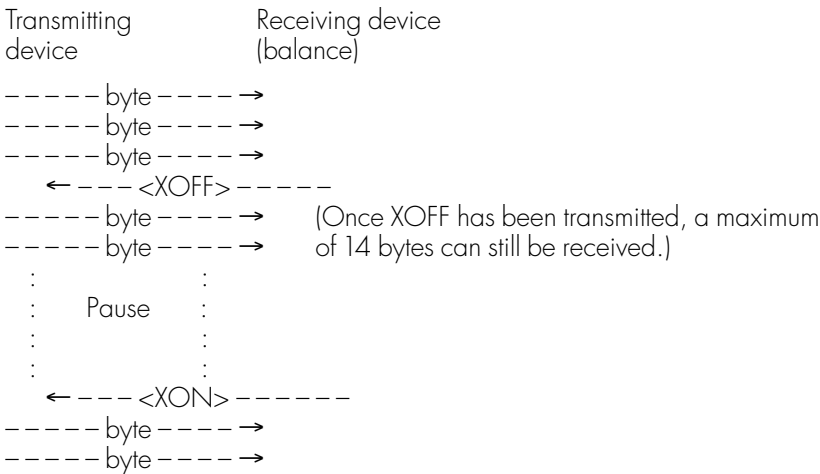 Transmitting device
Receiving device (balance)
– – – – – byte – – – – →
– – – – – byte – – – – →
– – – – – byte – – – – →
← – – – <XOFF> – – – – –
– – – – – byte – – – – → (Once XOFF has been transmitted, a maximum
– – – – – byte – – – – → of 14 bytes can still be received.)
: :
: Pause :
: :
: :
← – – – <XON> – – – – – –
– – – – – byte – – – – →
– – – – – byte – – – – →